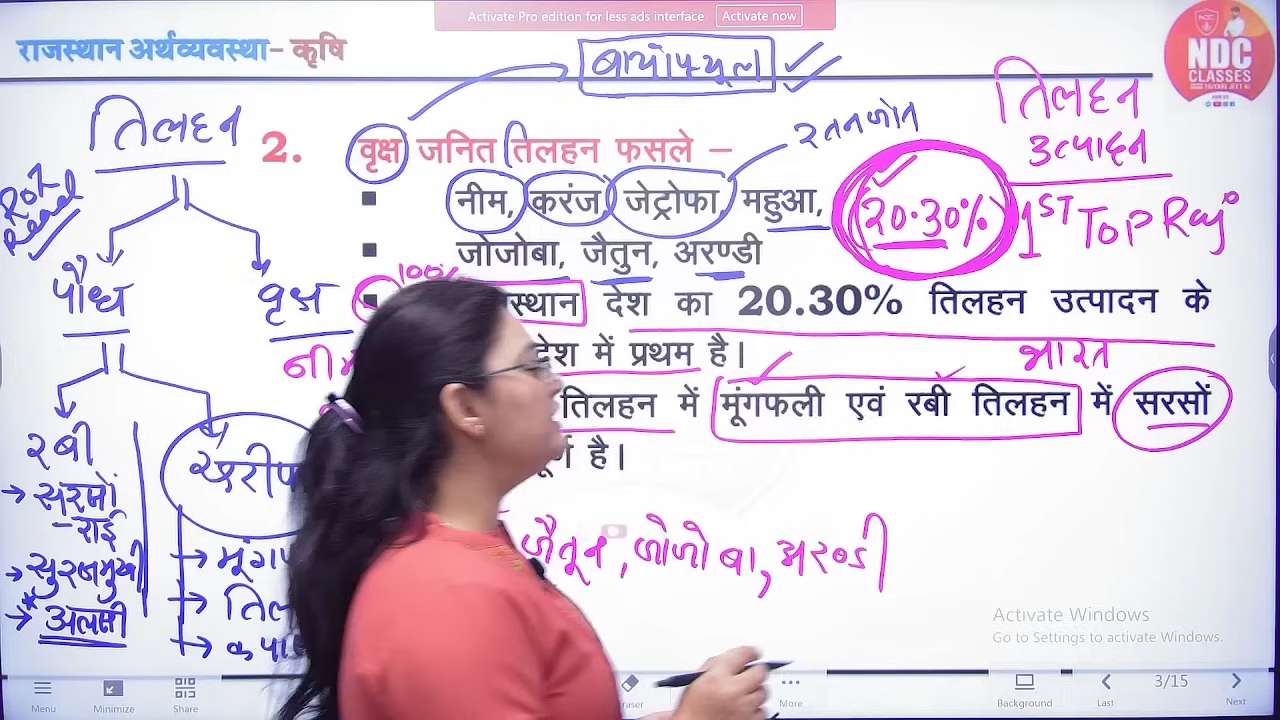 Activate Pro edition for less ads interface Activate now
राजस्थान अर्थव्यवस्था- कृषि
बायोफ्यूल
NDC
CLASSES
तिलहन
2. वृक्ष जनित तिलहन फसले –
रतनजोत
तिलहन
उत्पादन
नीम, करंज, जेट्रोफा, महुआ,
20.30%
1ST Top Raj°
जोजोबा, जैतुन, अरण्डी
100%
पौध
वृक्ष
स्थान देश का 20.30% तिलहन उत्पादन के
देश में प्रथम है।
भारत
नीम
तिलहन में मूंगफली एवं रबी तिलहन में सरसों
है।
रबी
खरीफ
सरसों
-राई
सुरजमुखी
अलसी
मूंग
तिल
कपा
जैतून, जोजोबा, अरण्डी
Activate Windows
Go to Settings to activate Windows.
Menu Minimize Share More Background Last 3/15 Next